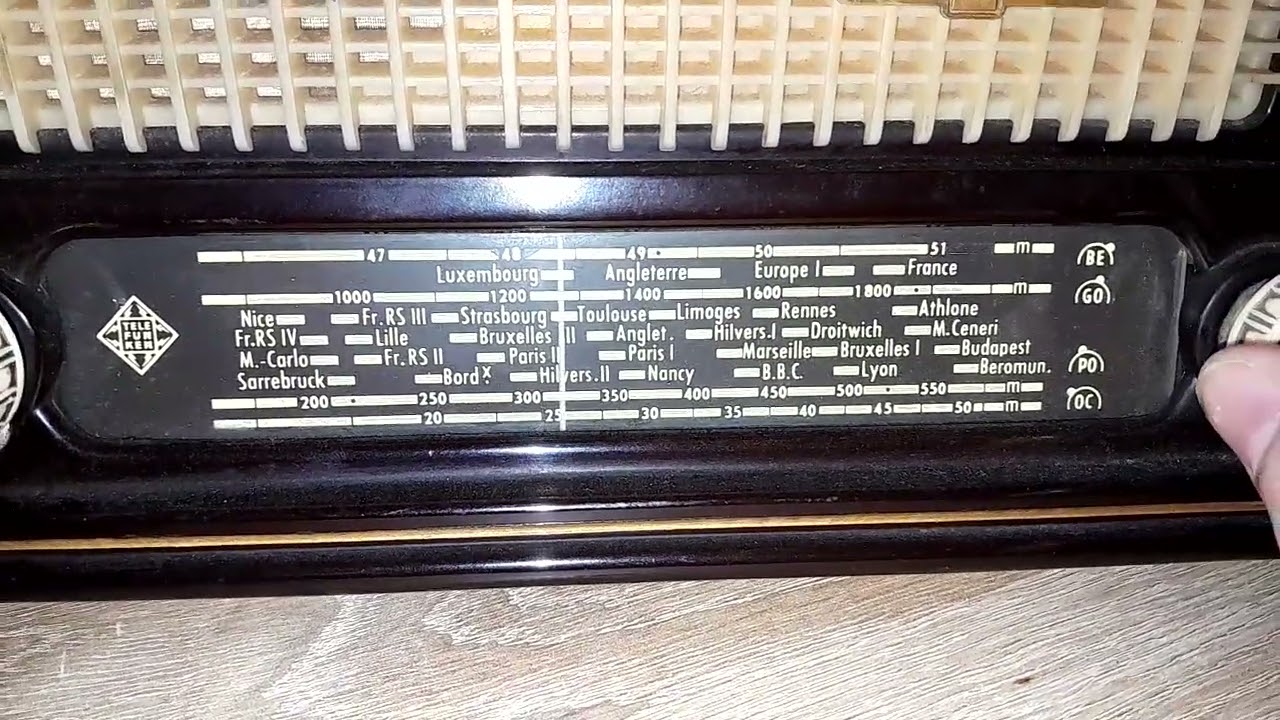 47 48 49 50 51 m BE
Luxembourg Angleterre Europe I France
1000 1200 1400 1600 1800 m GO
Nice Fr.RS III Strasbourg Toulouse Limoges Rennes Athlone
Fr.RS IV Lille Bruxelles II Anglet. Hilvers.I Droitwich M.Ceneri
TELE
FUN
KEN
M.-Carlo Fr.RS II Paris II Paris I Marseille Bruxelles I Budapest
Sarrebruck Bordx. Hilvers.II Nancy B.B.C. Lyon Beromun. PO
200 250 300 350 400 450 500 550 m
20 25 30 35 40 45 50 m OC